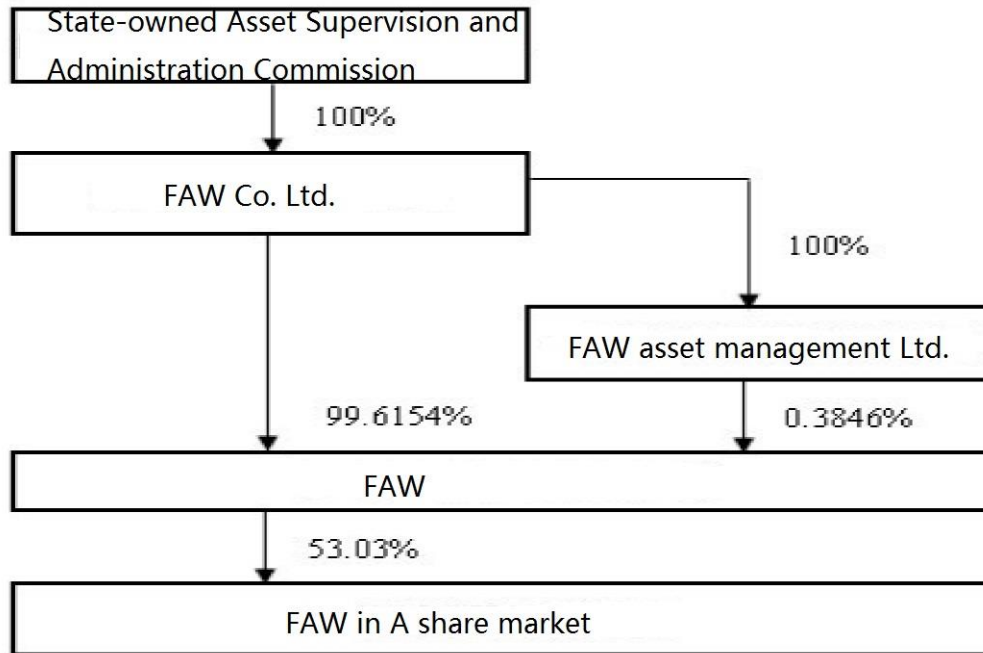 State-owned Asset Supervision and
Administration Commission
100%
FAW Co. Ltd.
100%
FAW asset management Ltd.
99.6154%
0.3846%
FAW
53.03%
FAW in A share market